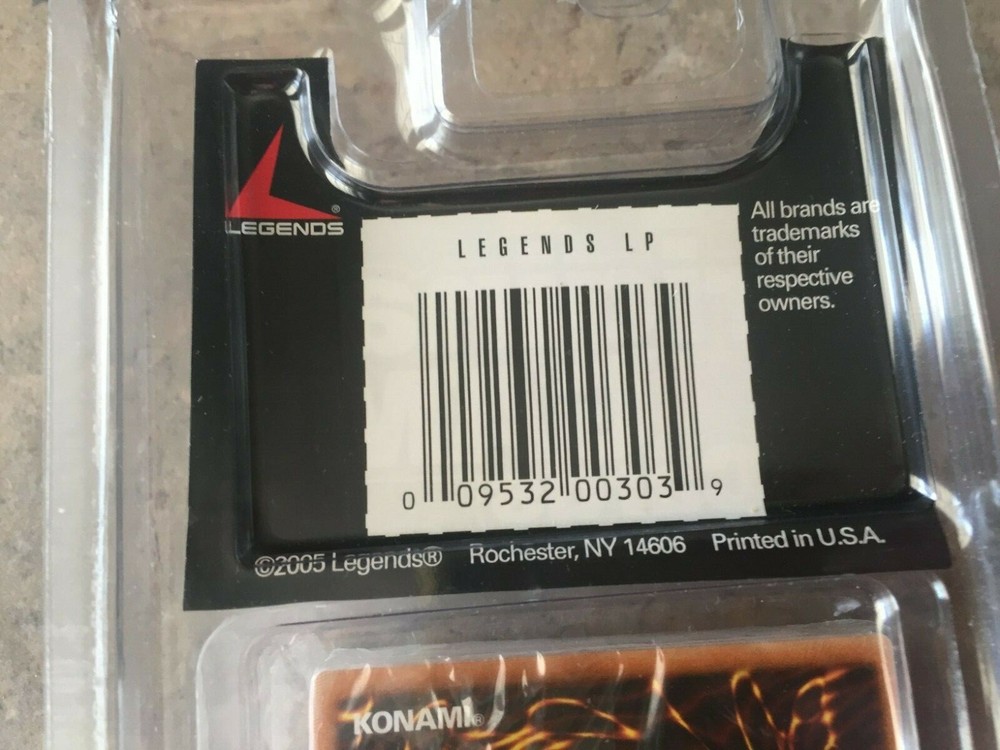 LEGENDS®
LEGENDS LP
0 09532 00303 9
All brands are
trademarks
of their
respective
owners.
©2005 Legends® Rochester, NY 14606 Printed in U.S.A.
KONAMI®